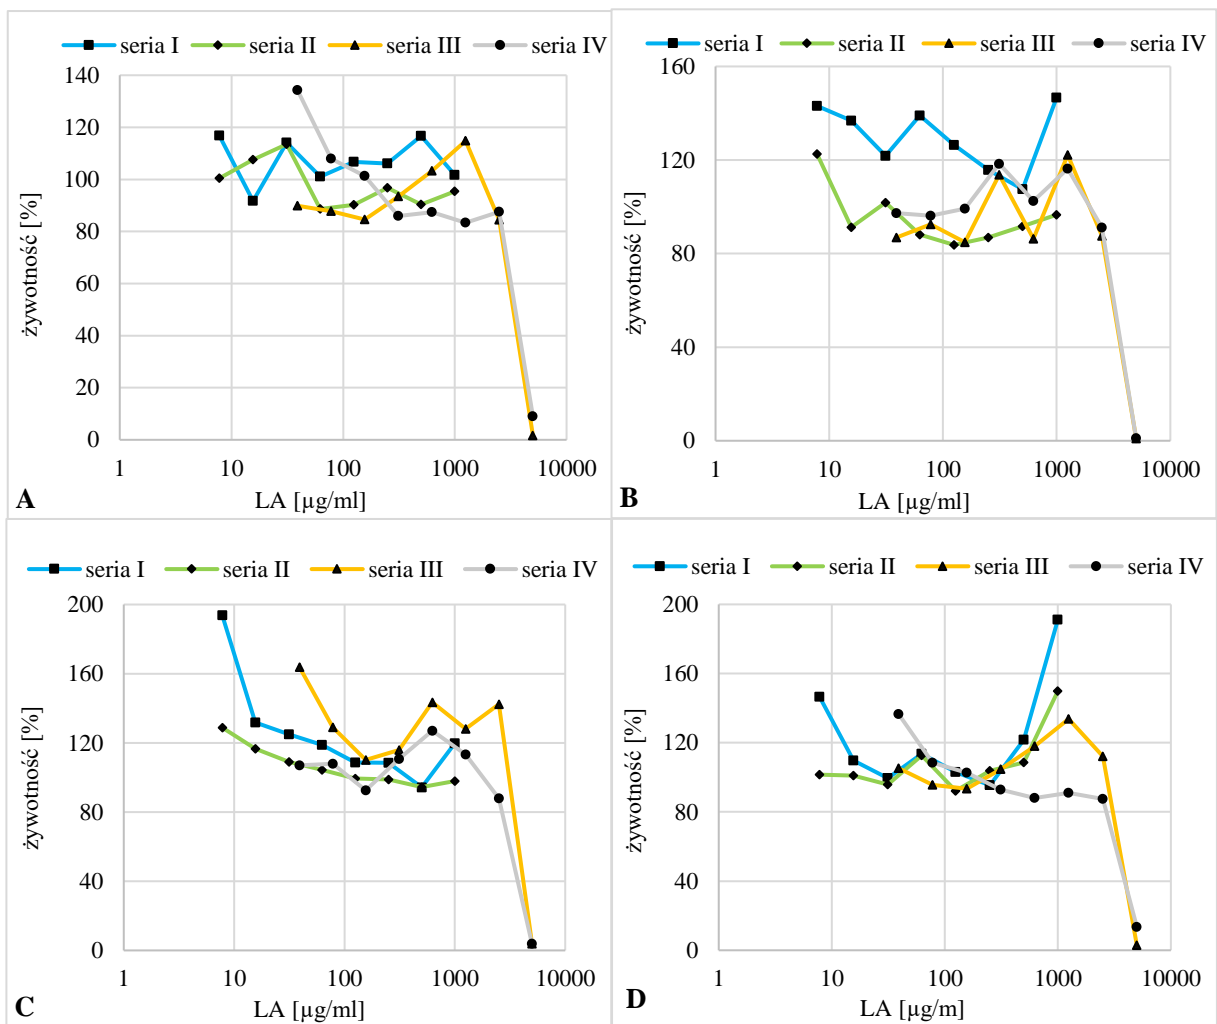 seria I seria II seria III seria IV
140
120
100
80
60
40
20
0
żywotność [%]
1 10 100 1000 10000
LA [µg/ml]
A
seria I seria II seria III seria IV
160
120
80
40
0
żywotność [%]
1 10 100 1000 10000
LA [µg/ml]
B
seria I seria II seria III seria IV
200
160
120
80
40
0
żywotność [%]
1 10 100 1000 10000
LA [µg/ml]
C
seria I seria II seria III seria IV
200
160
120
80
40
0
żywotność [%]
1 10 100 1000 10000
LA [µg/m]
D